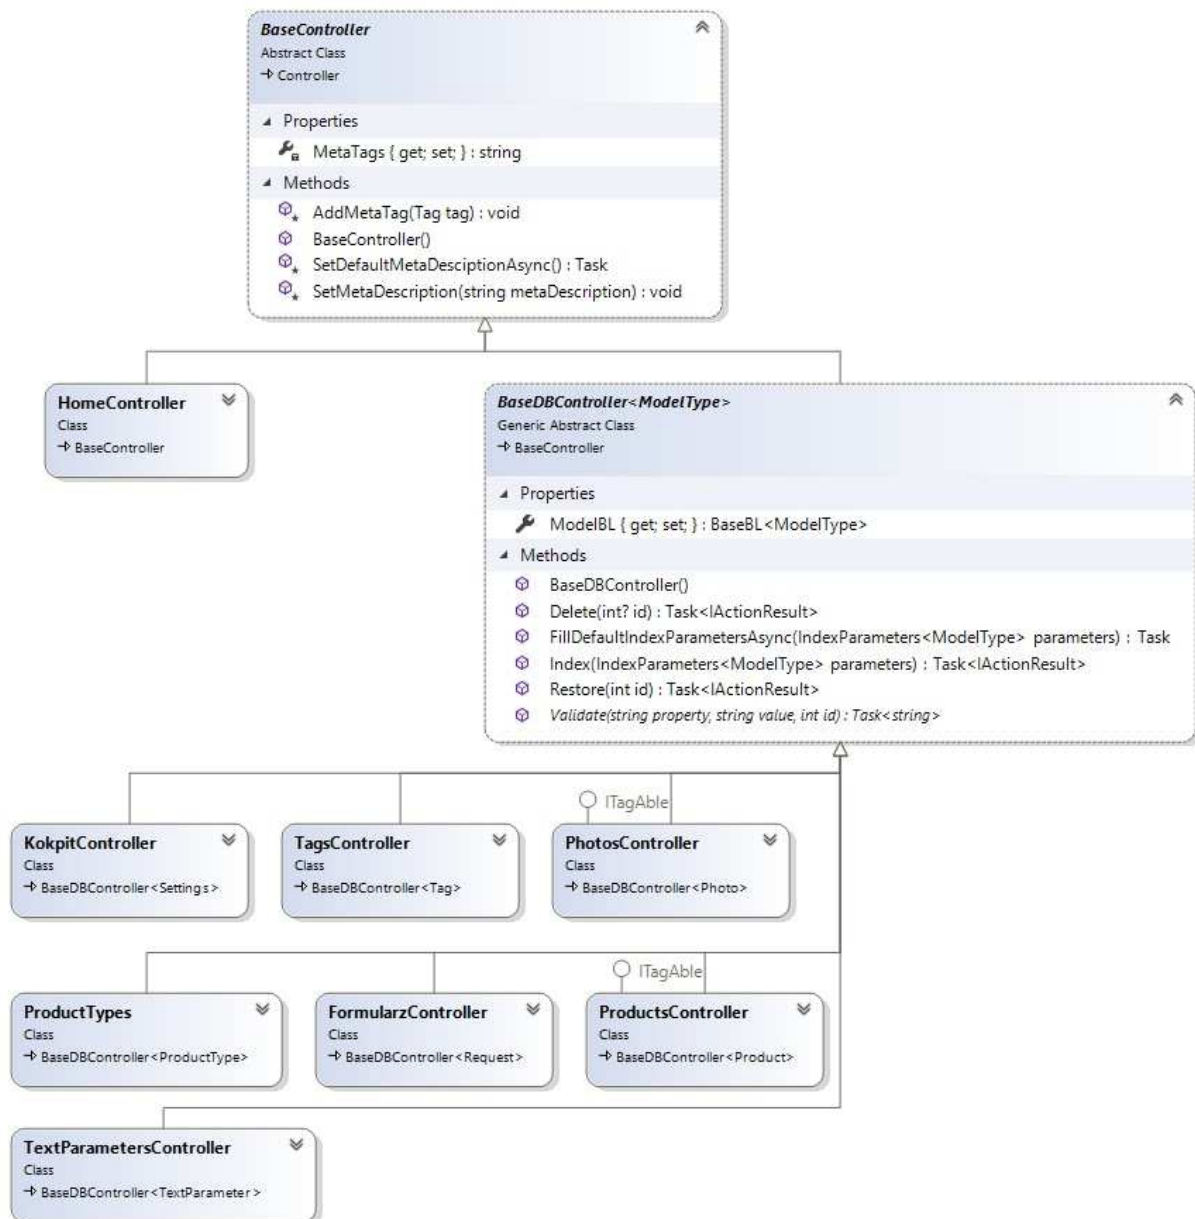 BaseController
Abstract Class
Controller
Properties
MetaTags { get; set; } : string
Methods
AddMetaTag(Tag tag) : void
BaseController()
SetDefaultMetaDesciptionAsync() : Task
SetMetaDescription(string metaDescription) : void
HomeController
Class
BaseController
BaseDBController<ModelType>
Generic Abstract Class
BaseController
Properties
ModelBL { get; set; } : BaseBL<ModelType>
Methods
BaseDBController()
Delete(int? id) : Task<IActionResult>
FillDefaultIndexParametersAsync(IndexParameters<ModelType> parameters) : Task
Index(IndexParameters<ModelType> parameters) : Task<IActionResult>
Restore(int id) : Task<IActionResult>
Validate(string property, string value, int id) : Task<string>
KokpitController
Class
BaseDBController<Settings>
TagsController
Class
BaseDBController<Tag>
ITagAble
PhotosController
Class
BaseDBController<Photo>
ProductTypes
Class
BaseDBController<ProductType>
FormularzController
Class
BaseDBController<Request>
ITagAble
ProductsController
Class
BaseDBController<Product>
TextParametersController
Class
BaseDBController<TextParameter>